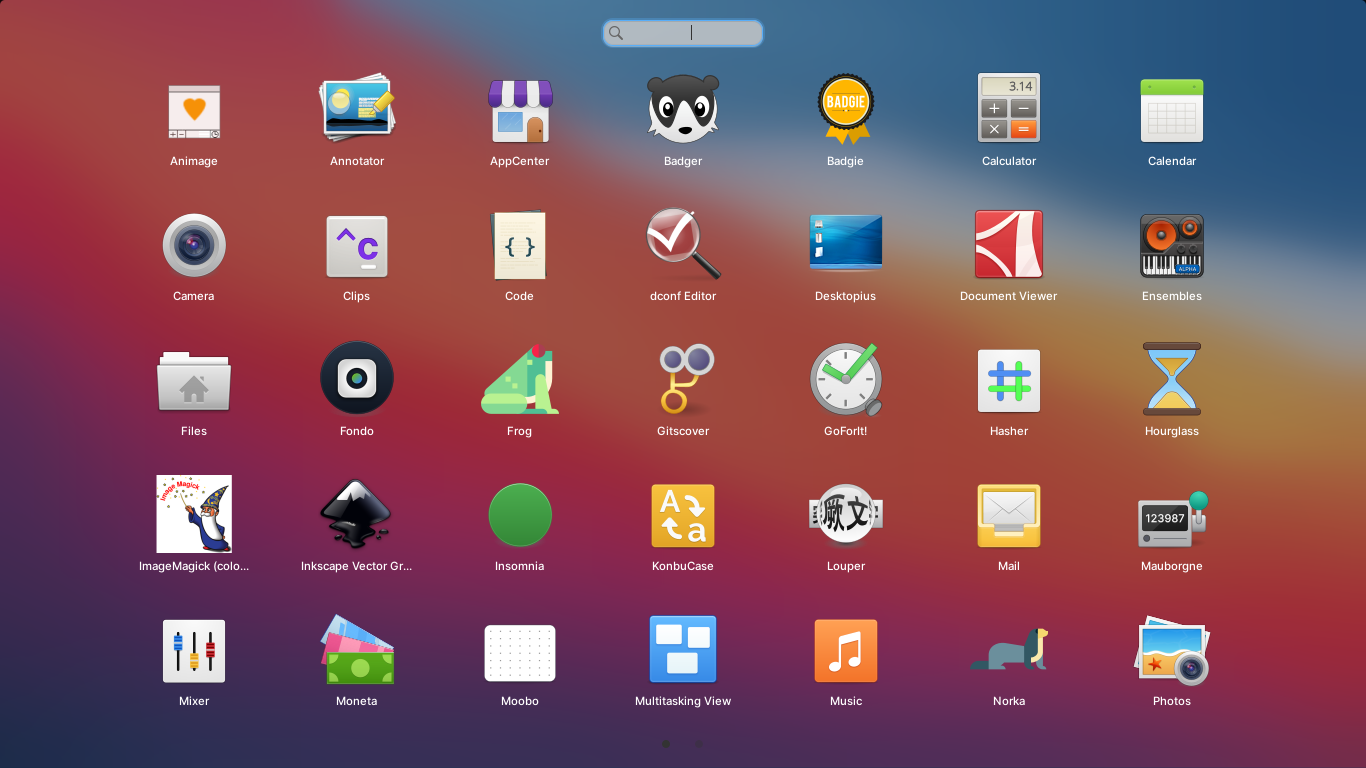 3.14
BADGIE
Animage
Annotator
AppCenter
Badger
Badgie
Calculator
Calendar
^c
{ }
ALPHA
Camera
Clips
Code
dconf Editor
Desktopius
Document Viewer
Ensembles
Files
Fondo
Frog
Gitscover
GoForIt!
Hasher
Hourglass
Image Magick
A a
厥文
123987
ImageMagick (colo...
Inkscape Vector Gr...
Insomnia
KonbuCase
Louper
Mail
Mauborgne
Mixer
Moneta
Moobo
Multitasking View
Music
Norka
Photos